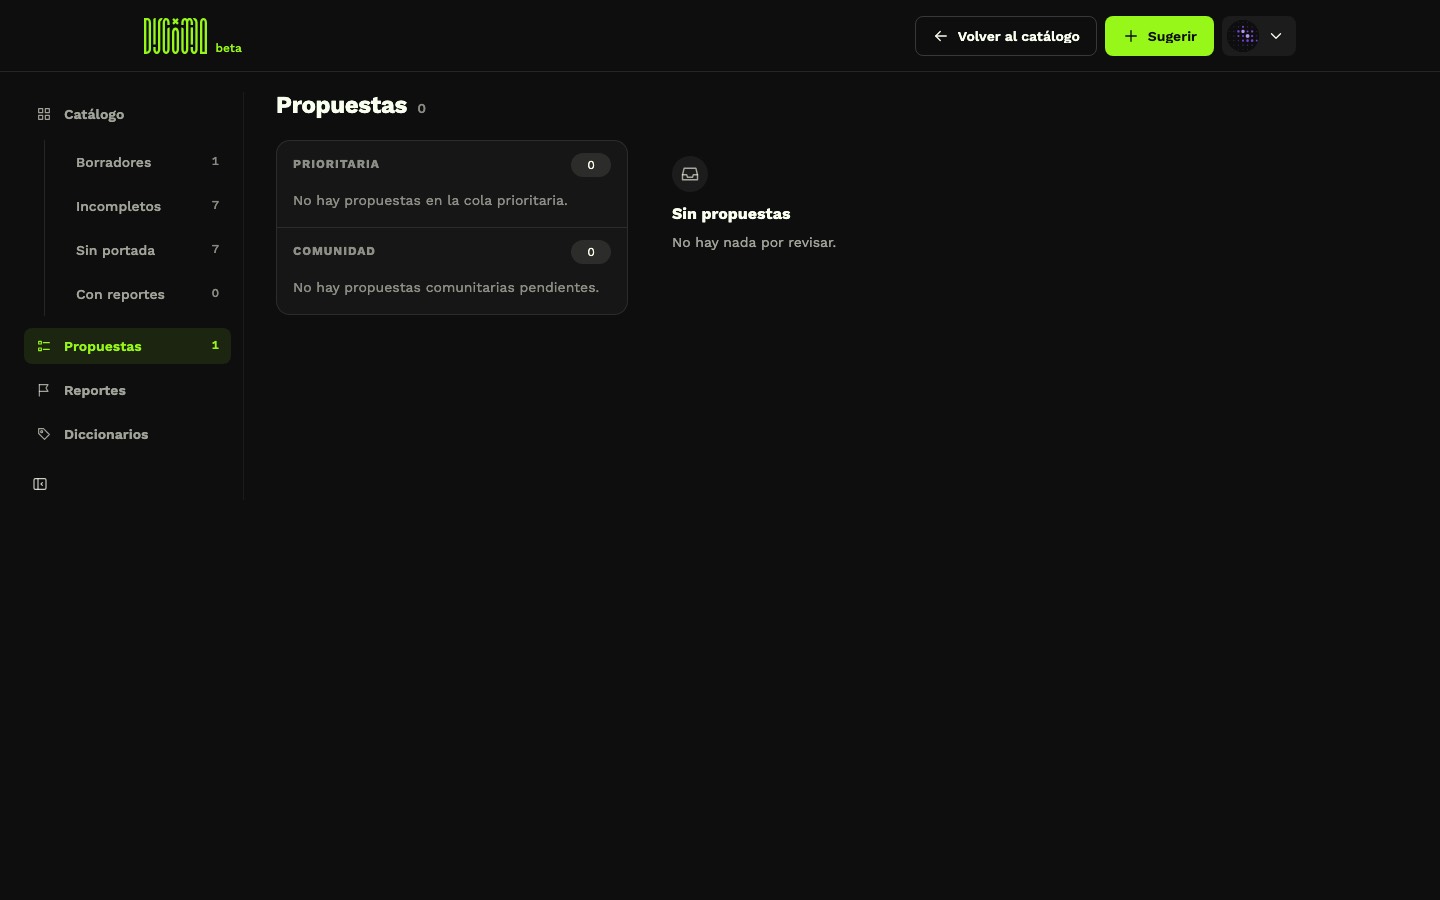 beta
Volver al catálogo
Sugerir
Catálogo
Borradores 1
Incompletos 7
Sin portada 7
Con reportes 0
Propuestas 1
Reportes
Diccionarios
Propuestas 0
PRIORITARIA 0
No hay propuestas en la cola prioritaria.
COMUNIDAD 0
No hay propuestas comunitarias pendientes.
Sin propuestas
No hay nada por revisar.